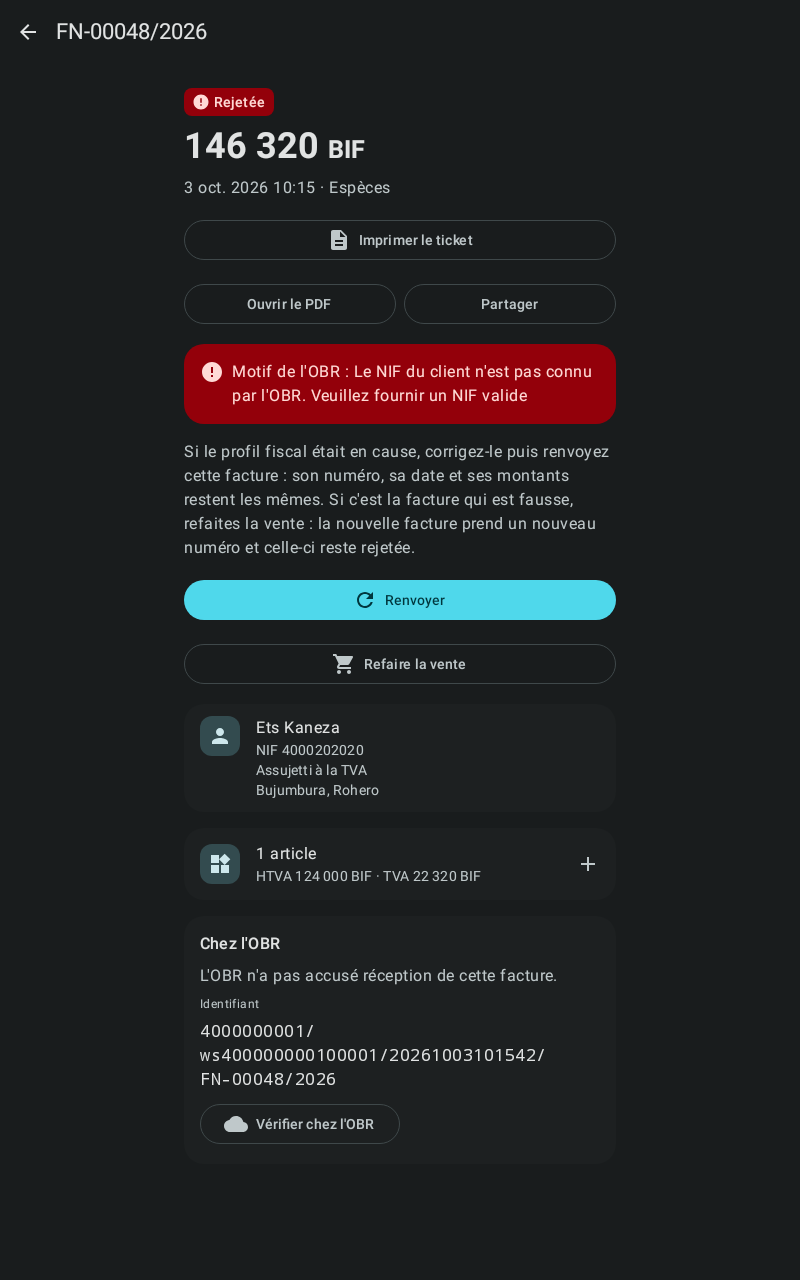 FN-00048/2026
Rejetée
146 320 BIF
3 oct. 2026 10:15 · Espèces
Imprimer le ticket
Ouvrir le PDF
Partager
Motif de l'OBR : Le NIF du client n'est pas connu
par l'OBR. Veuillez fournir un NIF valide
Si le profil fiscal était en cause, corrigez-le puis renvoyez
cette facture : son numéro, sa date et ses montants
restent les mêmes. Si c'est la facture qui est fausse,
refaites la vente : la nouvelle facture prend un nouveau
numéro et celle-ci reste rejetée.
Renvoyer
Refaire la vente
Ets Kaneza
NIF 4000202020
Assujetti à la TVA
Bujumbura, Rohero
1 article
HTVA 124 000 BIF · TVA 22 320 BIF
Chez l'OBR
L'OBR n'a pas accusé réception de cette facture.
Identifiant
4000000001/
ws400000000100001/20261003101542/
FN-00048/2026
Vérifier chez l'OBR